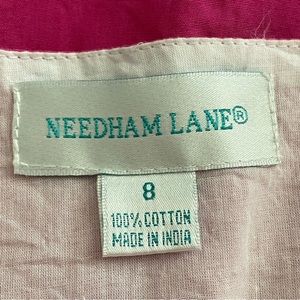 NEEDHAM LANE®
8
100% COTTON
MADE IN INDIA